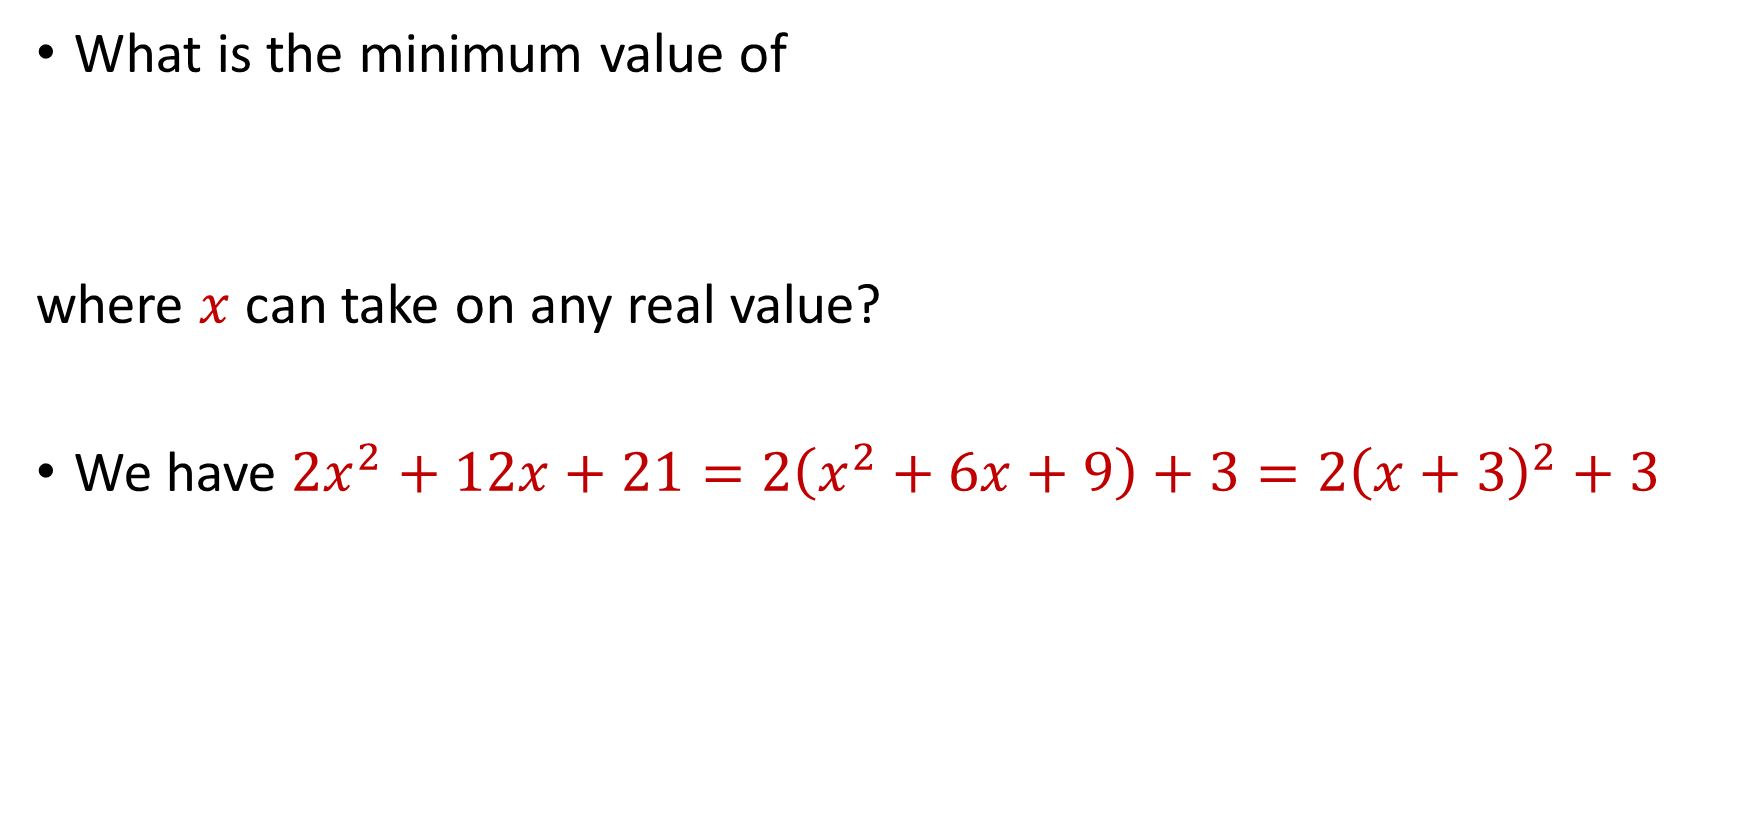 • What is the minimum value of
where x can take on any real value?
• We have 2x² + 12x + 21 = 2(x² + 6x + 9) + 3 = 2(x + 3)² + 3